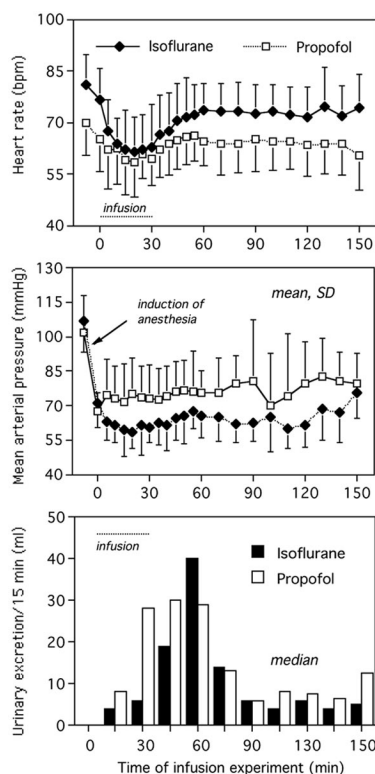 Isoflurane Propofol
Heart rate (bpm)
100
85
70
55
40
infusion
0 30 60 90 120 150
Mean arterial pressure (mmHg)
130
115
100
85
70
55
40
induction of
anesthesia
mean, SD
0 30 60 90 120 150
Urinary excretion/15 min (ml)
50
40
30
20
10
0
infusion
Isoflurane
Propofol
median
0 30 60 90 130 150
Time of infusion experiment (min)